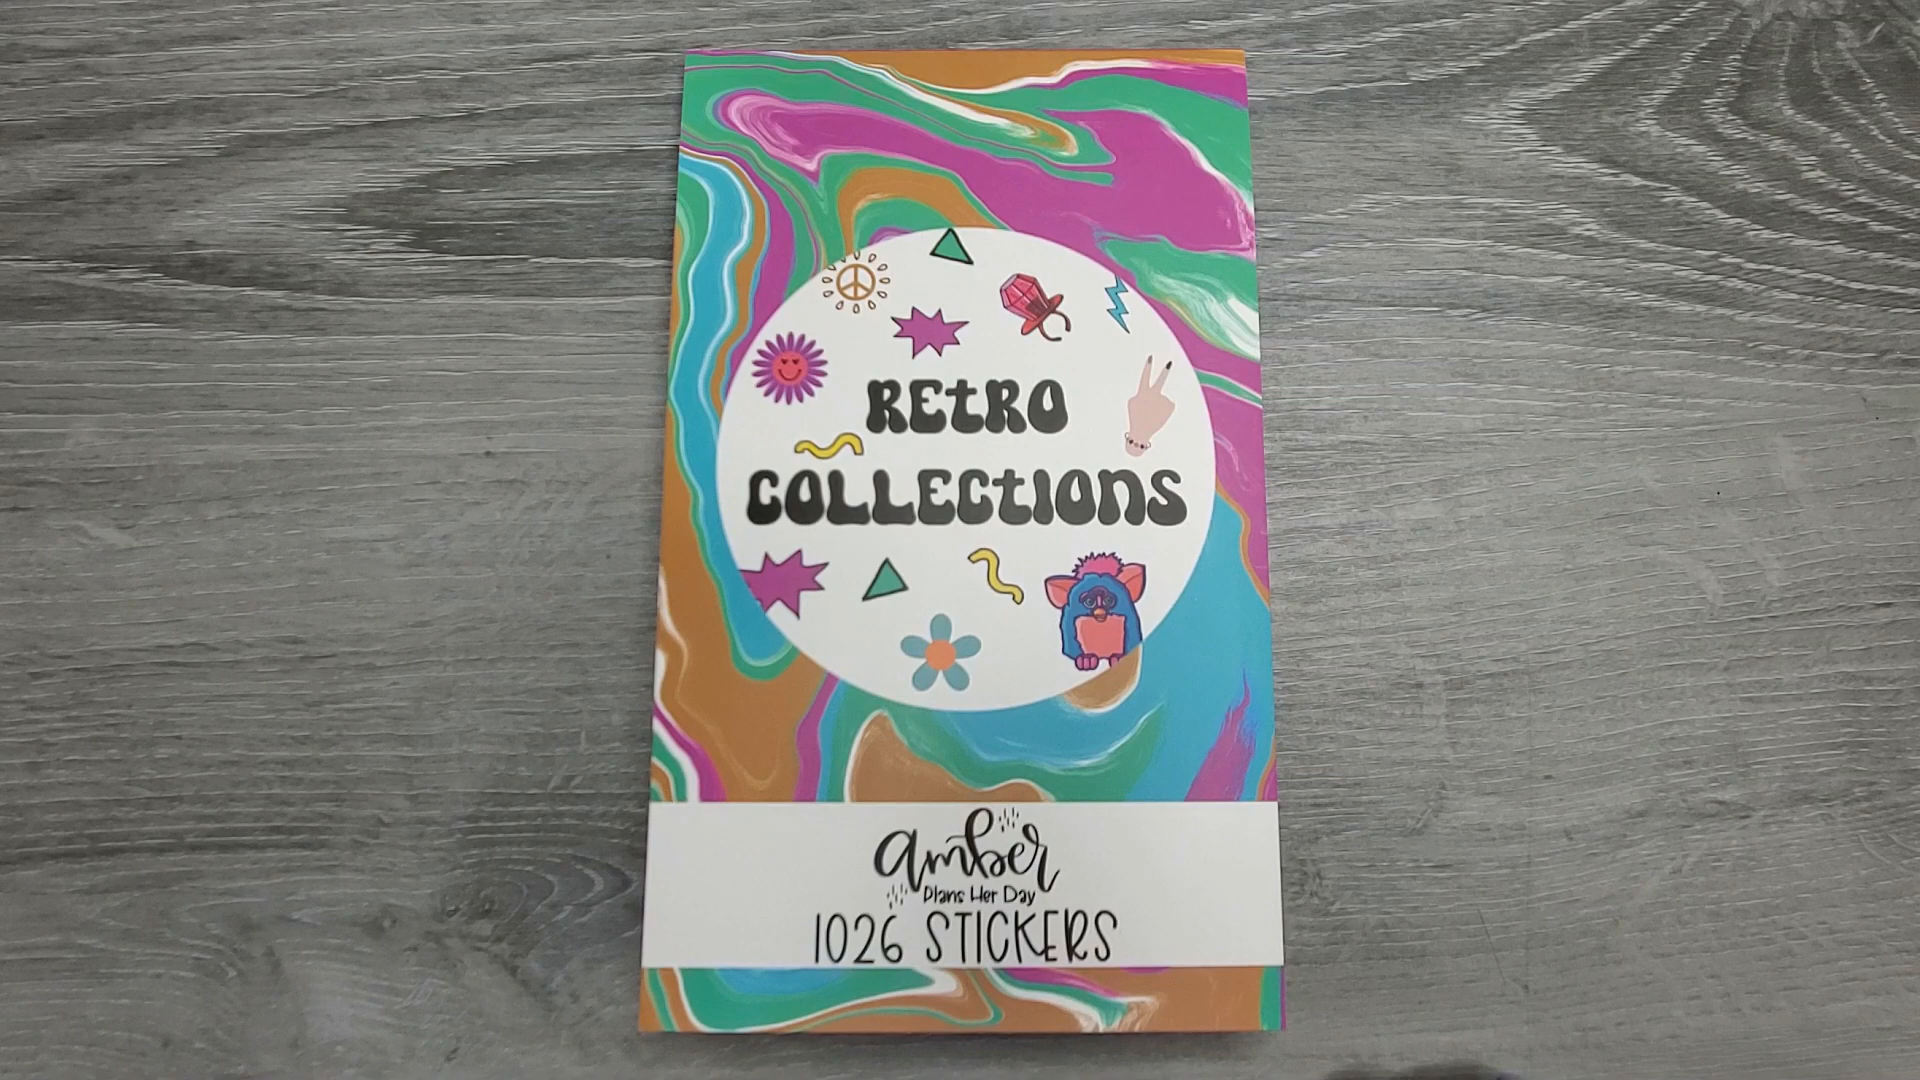 RETRO
COLLECTIONS
amber
Plans Her Day
1026 STICKERS